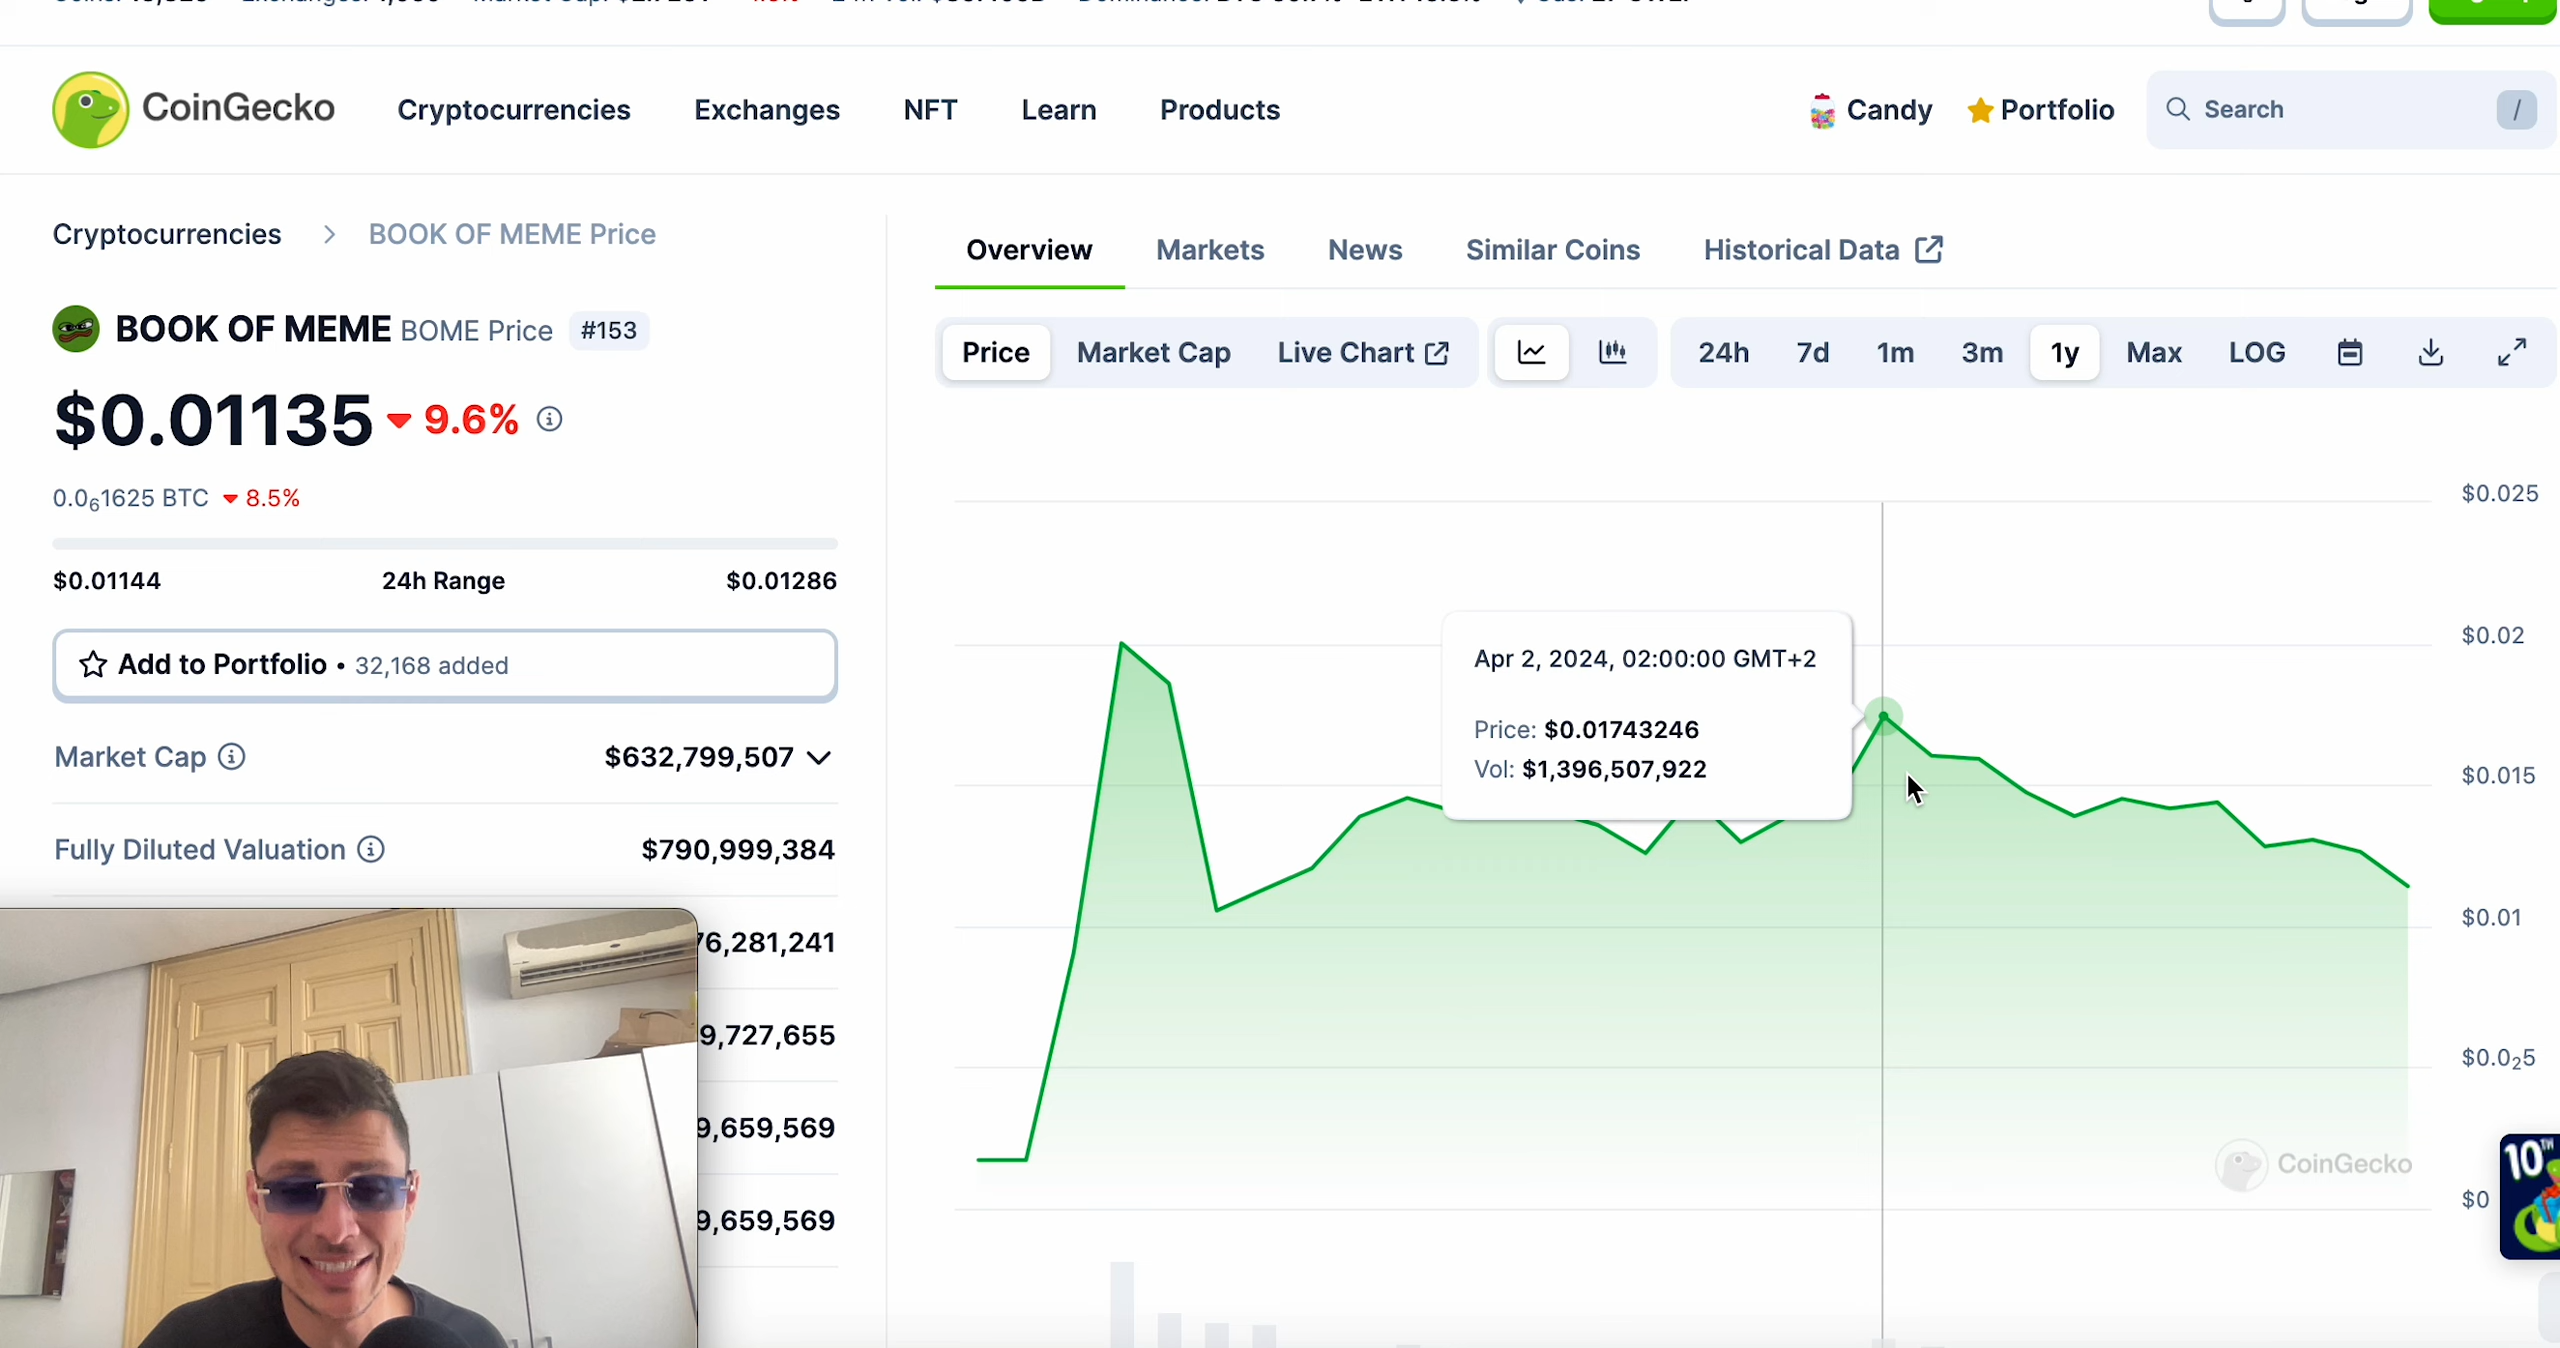 CoinGecko
Cryptocurrencies Exchanges NFT Learn Products
Candy Portfolio Search /
Cryptocurrencies > BOOK OF MEME Price
BOOK OF MEME BOME Price #153
$0.01135 9.6%
0.0₆1625 BTC 8.5%
$0.01144 24h Range $0.01286
Add to Portfolio • 32,168 added
Market Cap $632,799,507
Fully Diluted Valuation $790,999,384
76,281,241
9,727,655
9,659,569
9,659,569
Overview Markets News Similar Coins Historical Data
Price Market Cap Live Chart 24h 7d 1m 3m 1y Max LOG
$0.025
$0.02
$0.015
$0.01
$0.0₂5
$0
Apr 2, 2024, 02:00:00 GMT+2
Price: $0.01743246
Vol: $1,396,507,922
CoinGecko
10TH